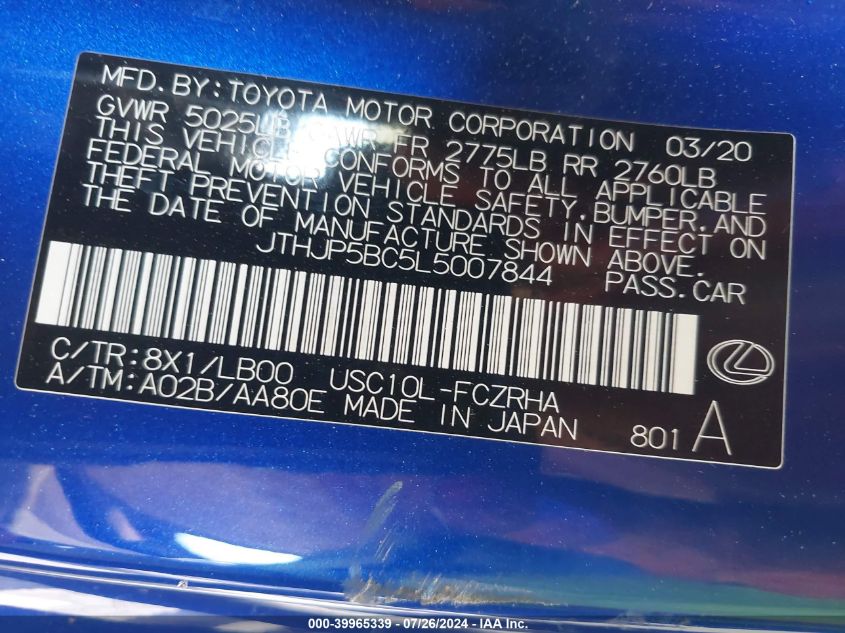 MFD. BY: TOYOTA MOTOR CORPORATION 03/20
GVWR 5025LB GAWR FR 2775LB RR 2760LB
THIS VEHICLE CONFORMS TO ALL APPLICABLE
FEDERAL MOTOR VEHICLE SAFETY, BUMPER, AND
THEFT PREVENTION STANDARDS IN EFFECT ON
THE DATE OF MANUFACTURE SHOWN ABOVE.
JTHJP5BC5L5007844 PASS. CAR
C/TR: 8X1/LB00 USC10L-FCZRHA
A/TM: A02B/AA80E MADE IN JAPAN 801 A
000-39965339 / 07/26/2024 - IAA Inc.